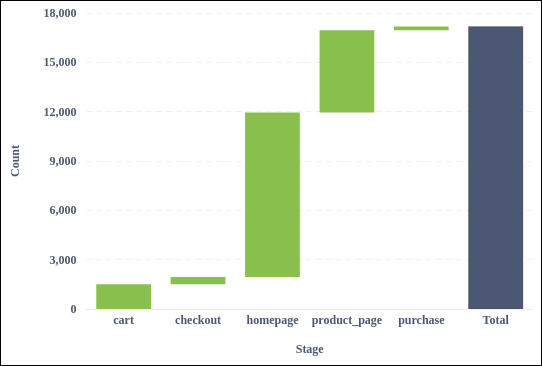 18,000
15,000
12,000
9,000
6,000
3,000
0
Count
cart checkout homepage product_page purchase Total
Stage